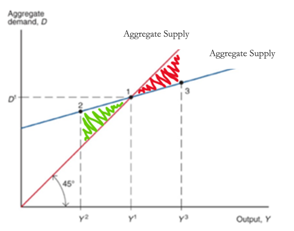 Aggregate
demand, D
Aggregate Supply
Aggregate Supply
D¹
2
1
3
45°
Y²
Y¹
Y³
Output, Y